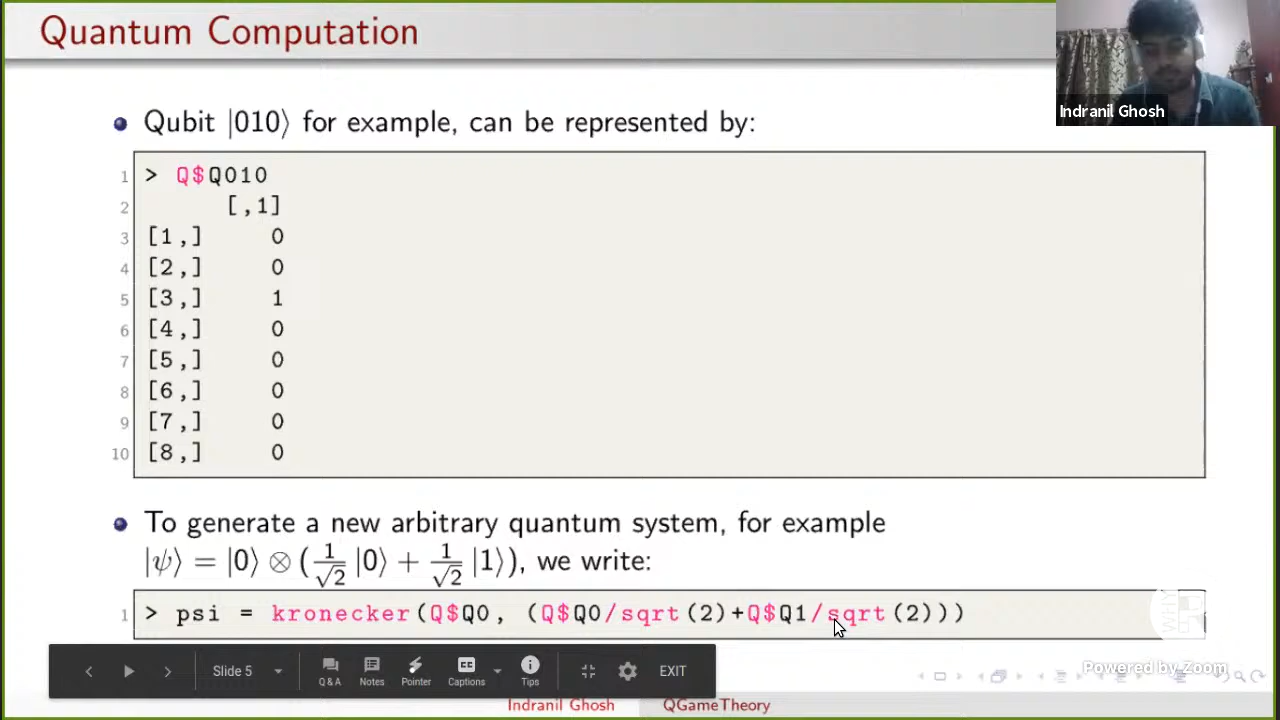 Quantum Computation
Indranil Ghosh
Qubit |010⟩ for example, can be represented by:
1 > Q$Q010
2 [,1]
3 [1,] 0
4 [2,] 0
5 [3,] 1
6 [4,] 0
7 [5,] 0
8 [6,] 0
9 [7,] 0
10 [8,] 0
To generate a new arbitrary quantum system, for example
|ψ⟩ = |0⟩ ⊗ (1/√2 |0⟩ + 1/√2 |1⟩), we write:
1 > psi = kronecker(Q$Q0, (Q$Q0/sqrt(2)+Q$Q1/sqrt(2)))
WHY R
Slide 5
Q & A
Notes
Pointer
Captions
Tips
EXIT
Powered by Zoom
Indranil Ghosh QGameTheory